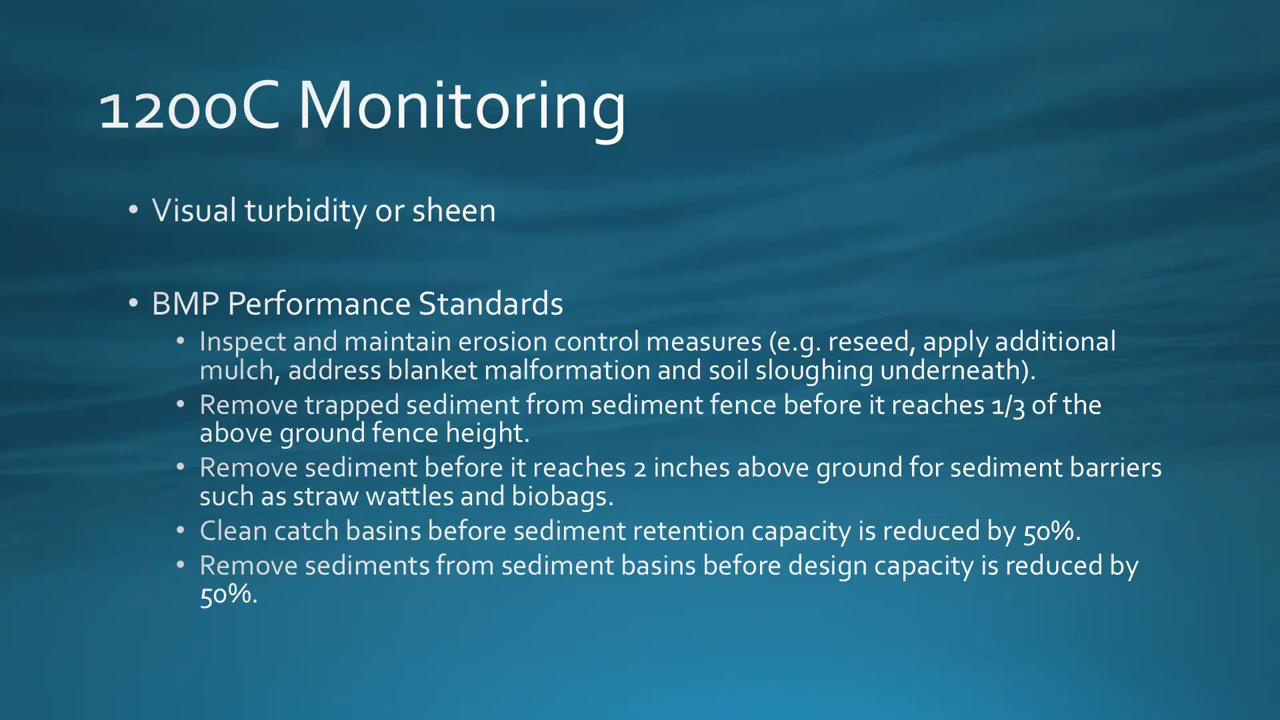 1200C Monitoring
• Visual turbidity or sheen
• BMP Performance Standards
• Inspect and maintain erosion control measures (e.g. reseed, apply additional
mulch, address blanket malformation and soil sloughing underneath).
• Remove trapped sediment from sediment fence before it reaches 1/3 of the
above ground fence height.
• Remove sediment before it reaches 2 inches above ground for sediment barriers
such as straw wattles and biobags.
• Clean catch basins before sediment retention capacity is reduced by 50%.
• Remove sediments from sediment basins before design capacity is reduced by
50%.